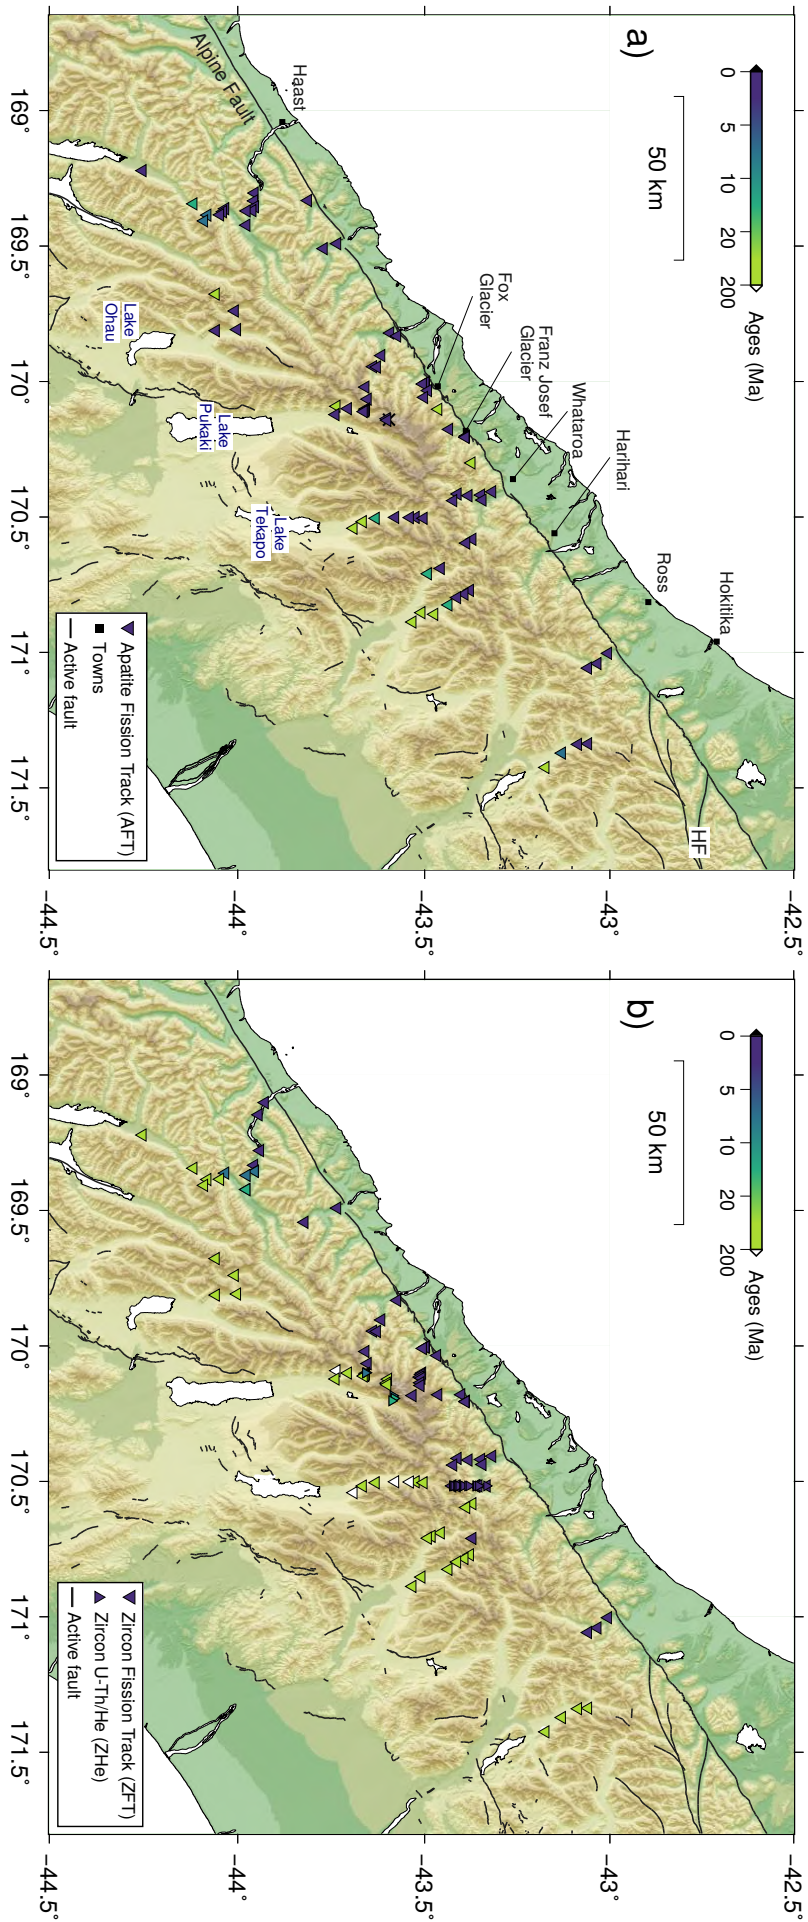 a)
0 5 10 20 200 Ages (Ma)
50 km
Alpine Fault
Haast
Fox
Glacier
Franz Josef
Glacier
Whataroa
Harihari
Ross
Hokitika
HF
Lake
Ohau
Lake
Pukaki
Lake
Tekapo
Apatite Fission Track (AFT)
Towns
Active fault
169° 169.5° 170° 170.5° 171° 171.5°
−42.5°
−43°
−43.5°
−44°
−44.5°
b)
0 5 10 20 200 Ages (Ma)
50 km
Zircon Fission Track (ZFT)
Zircon U-Th/He (ZHe)
Active fault
169° 169.5° 170° 170.5° 171° 171.5°
−42.5°
−43°
−43.5°
−44°
−44.5°